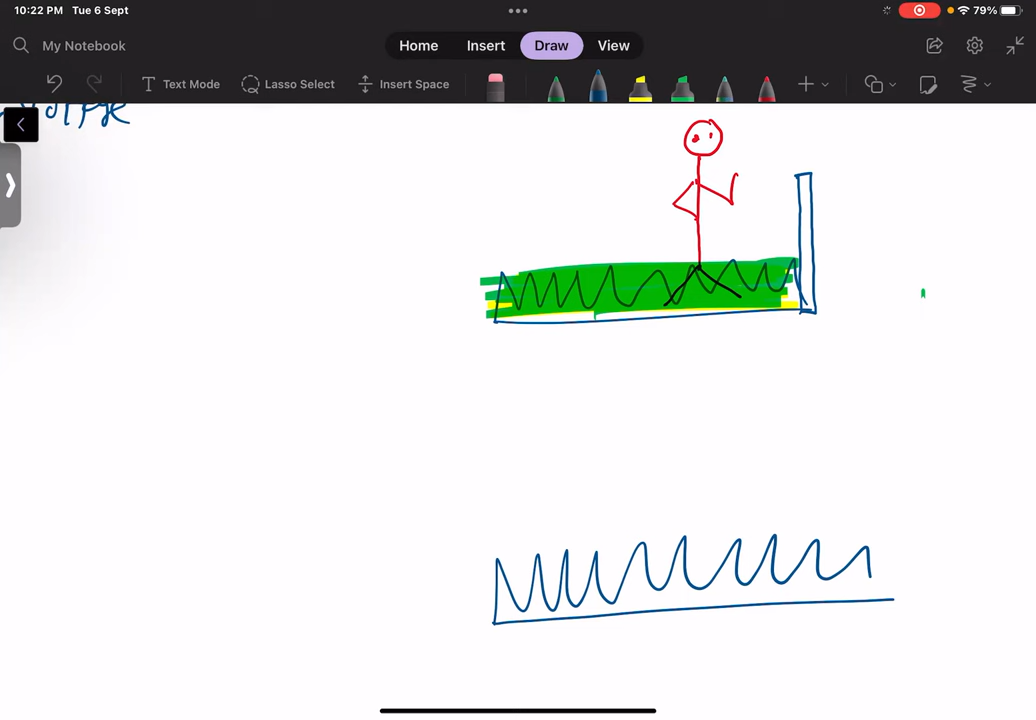 10:22 PM Tue 6 Sept
79%
My Notebook
Home Insert Draw View
Text Mode Lasso Select Insert Space